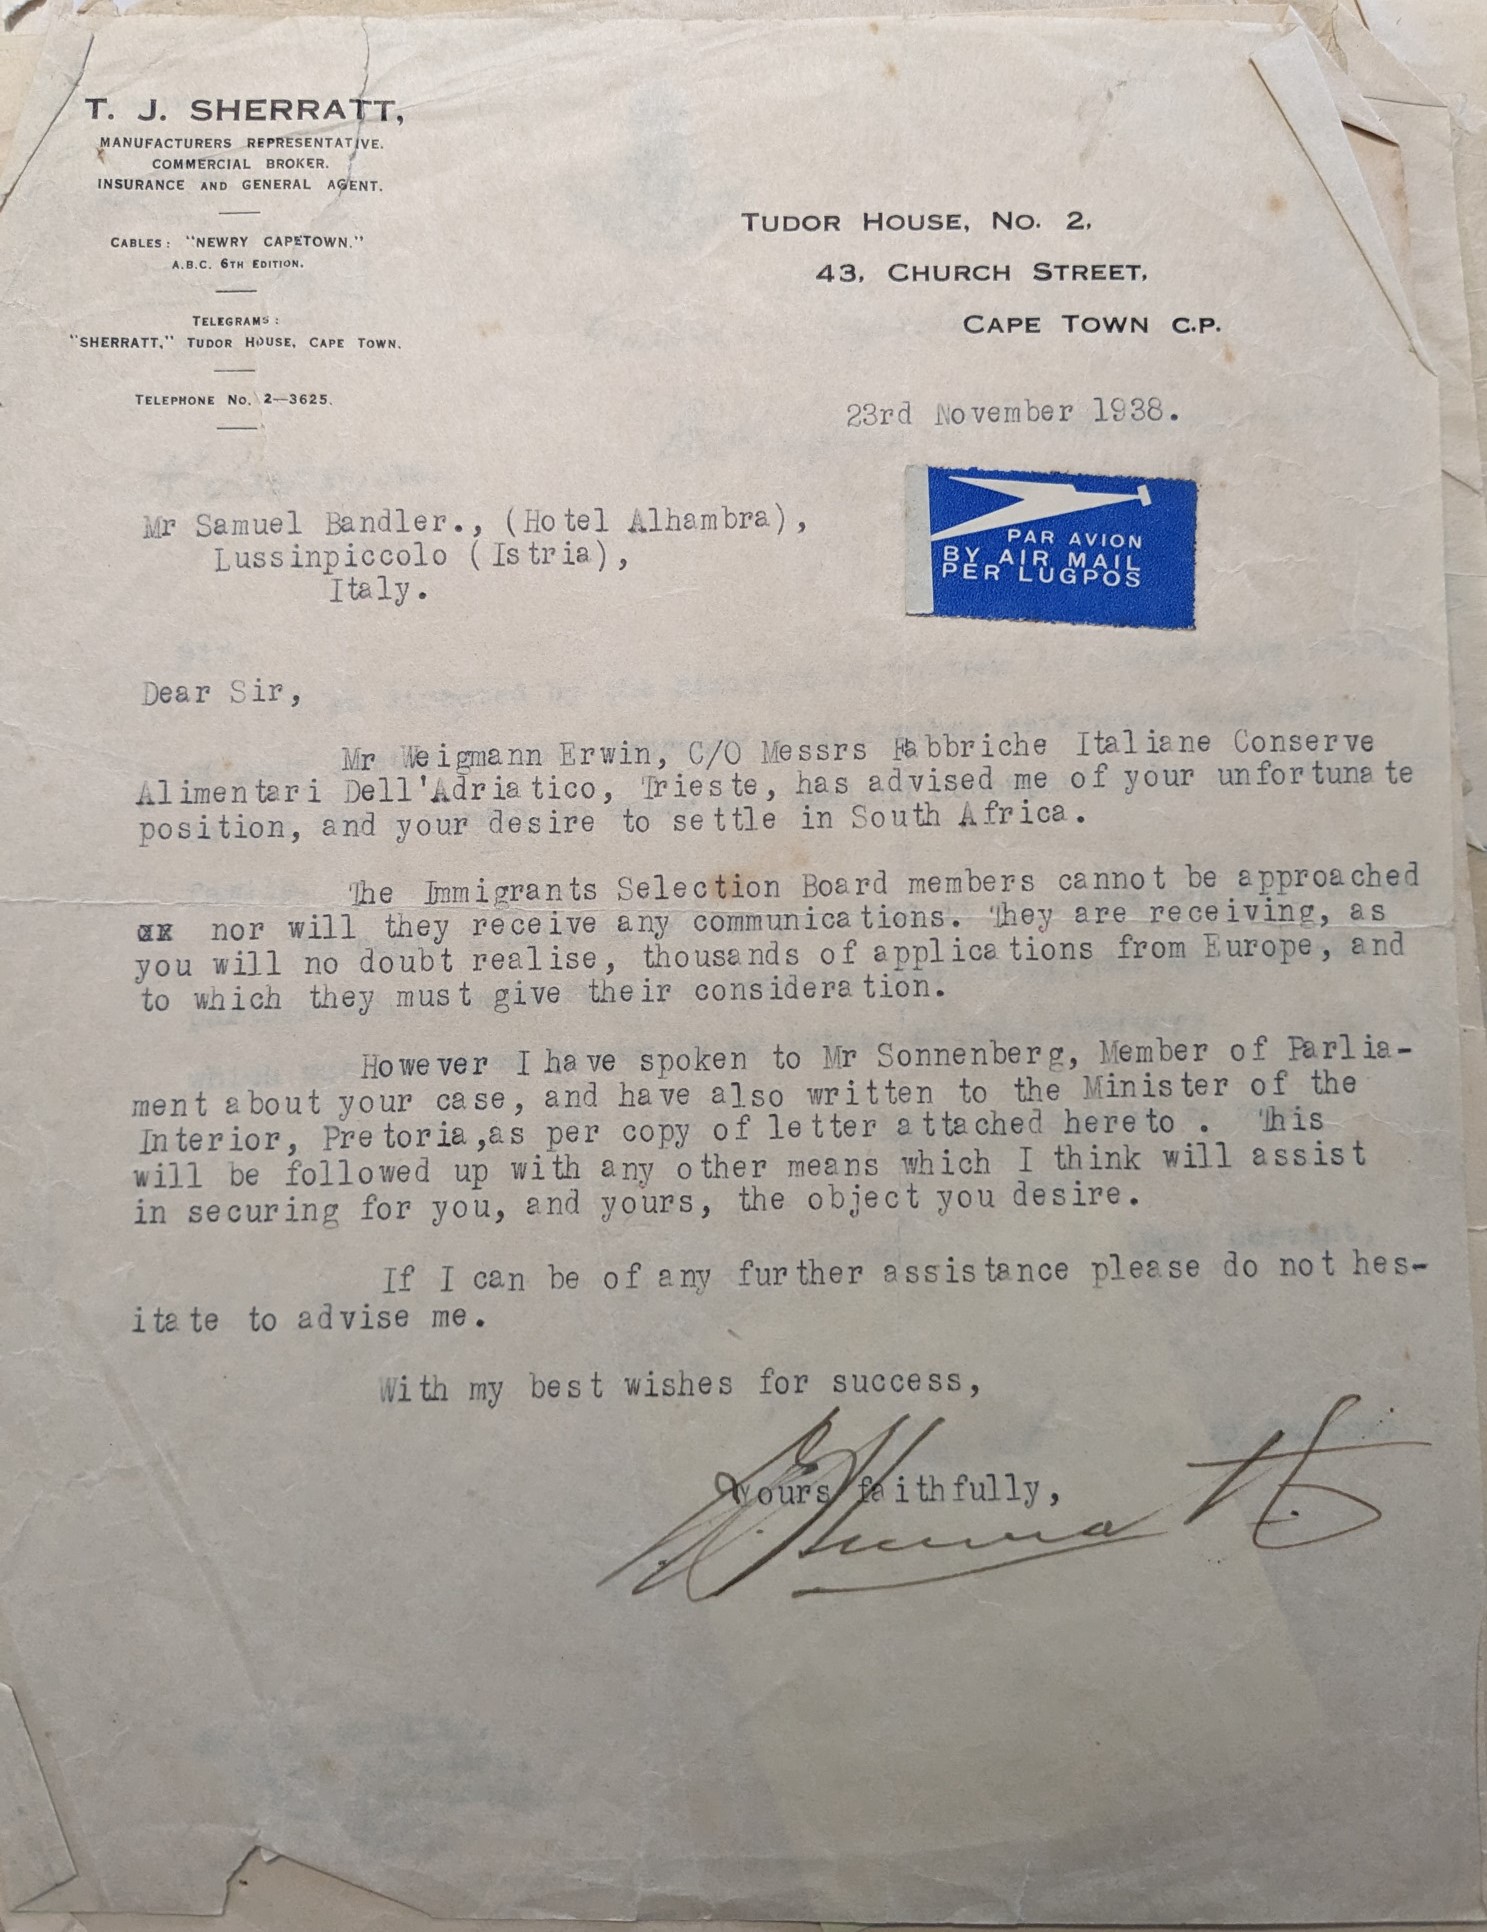 T. J. SHERRATT,
MANUFACTURERS REPRESENTATIVE.
COMMERCIAL BROKER.
INSURANCE AND GENERAL AGENT.
CABLES: "NEWRY CAPETOWN."
A.B.C. 6TH EDITION.
TELEGRAMS:
"SHERRATT," TUDOR HOUSE, CAPE TOWN.
TELEPHONE NO. 2—3625.
TUDOR HOUSE, NO. 2,
43, CHURCH STREET,
CAPE TOWN C.P.
23rd November 1938.
PAR AVION
BY AIR MAIL
PER LUGPOS
Mr Samuel Bandler., (Hotel Alhambra),
Lussinpiccolo (Istria),
Italy.
Dear Sir,
Mr Weigmann Erwin, C/O Messrs Fabbriche Italiane Conserve
Alimentari Dell'Adriatico, Trieste, has advised me of your unfortunate
position, and your desire to settle in South Africa.
The Immigrants Selection Board members cannot be approached
nor will they receive any communications. They are receiving, as
you will no doubt realise, thousands of applications from Europe, and
to which they must give their consideration.
However I have spoken to Mr Sonnenberg, Member of Parlia-
ment about your case, and have also written to the Minister of the
Interior, Pretoria,as per copy of letter attached hereto . This
will be followed up with any other means which I think will assist
in securing for you, and yours, the object you desire.
If I can be of any further assistance please do not hes-
itate to advise me.
With my best wishes for success,
Yours faithfully,